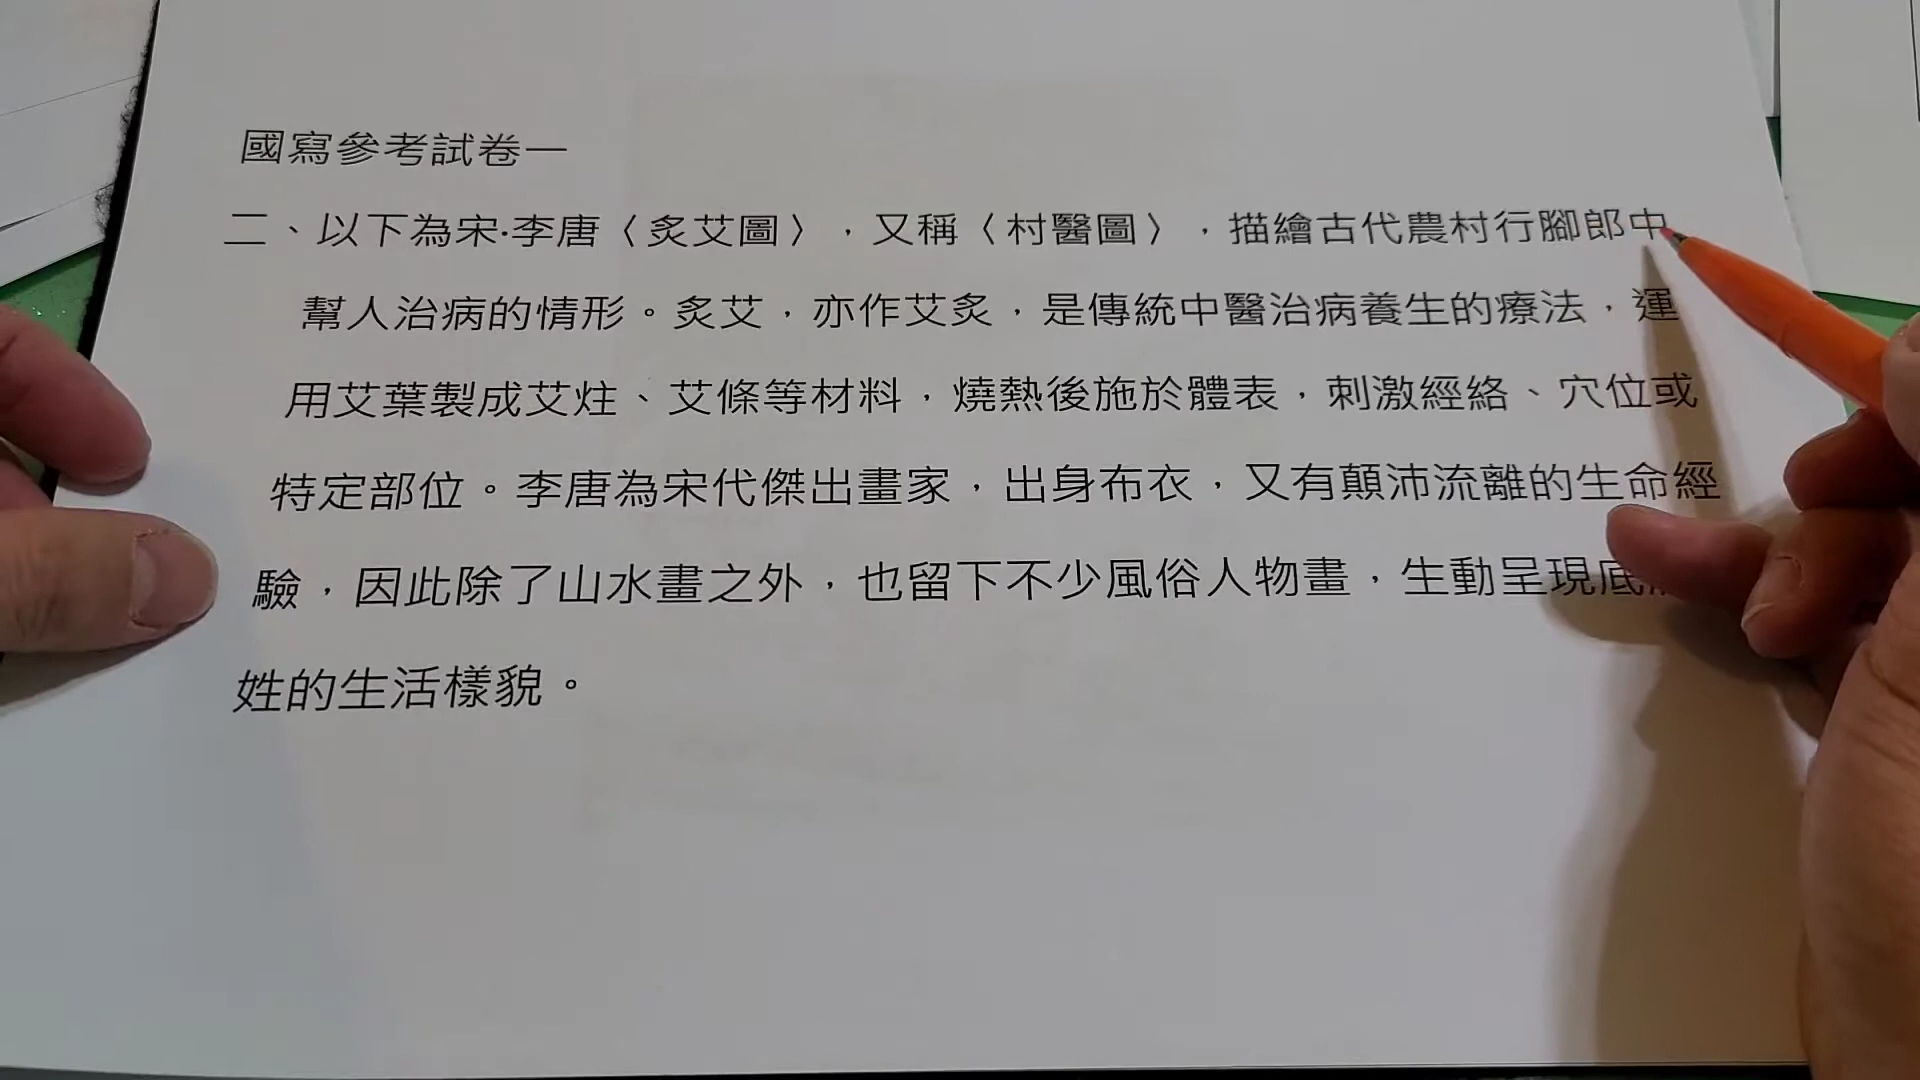 國寫參考試卷一
二、以下為宋·李唐〈炙艾圖〉，又稱〈村醫圖〉，描繪古代農村行腳郎中
幫人治病的情形。炙艾，亦作艾炙，是傳統中醫治病養生的療法，運
用艾葉製成艾炷、艾條等材料，燒熱後施於體表，刺激經絡、穴位或
特定部位。李唐為宋代傑出畫家，出身布衣，又有顛沛流離的生命經
驗，因此除了山水畫之外，也留下不少風俗人物畫，生動呈現底
姓的生活樣貌。